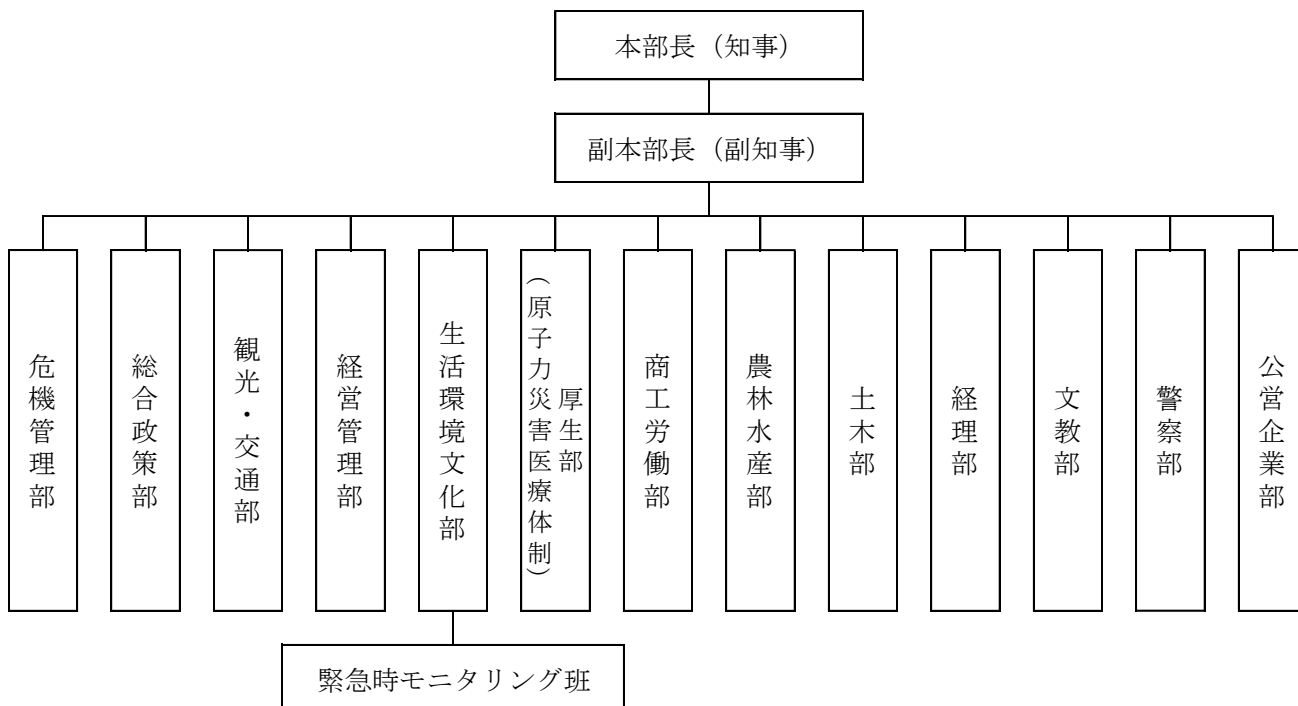 本部長（知事）
副本部長（副知事）
危機管理部
総合政策部
観光・交通部
経営管理部
生活環境文化部
厚生部
（原子力災害医療体制）
商工労働部
農林水産部
土木部
経理部
文教部
警察部
公営企業部
緊急時モニタリング班